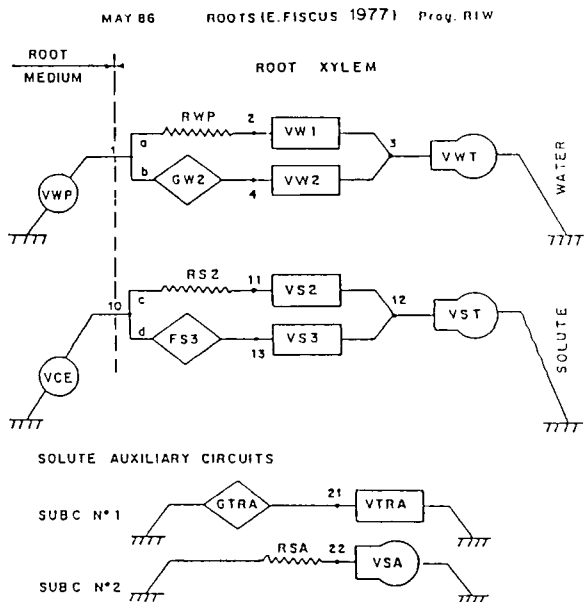 MAY 86 ROOTS (E. FISCUS 1977) Prog. RIW
ROOT
MEDIUM
ROOT XYLEM
RWP 2 VW1
1 a 3 VWT
b GW2 4 VW2
VWP
WATER
RS2 11 VS2
10 c 12 VST
d FS3 13 VS3
VCE
SOLUTE
SOLUTE AUXILIARY CIRCUITS
SUBC N°1 GTRA 21 VTRA
SUBC N°2 RSA 22 VSA